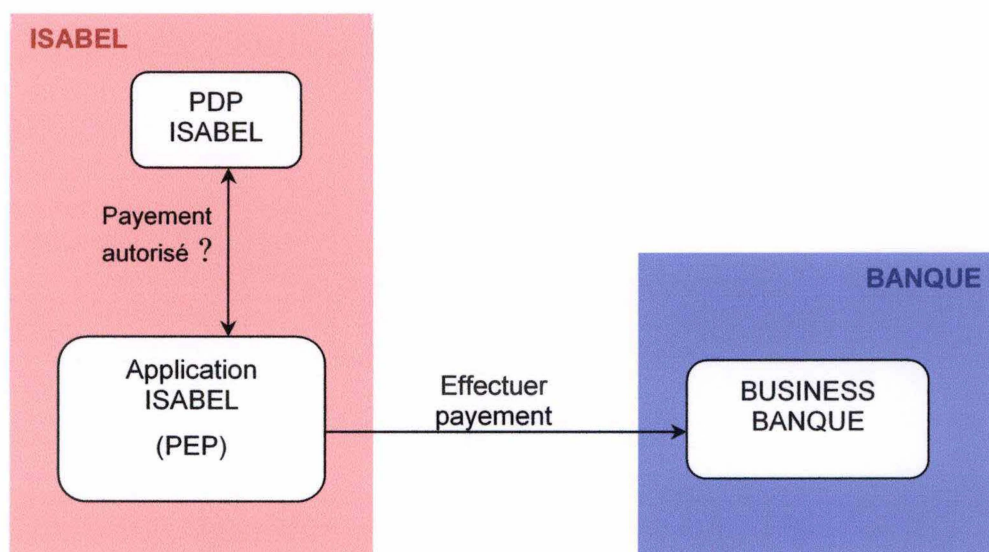 ISABEL
PDP
ISABEL
Payement
autorisé ?
Application
ISABEL
(PEP)
Effectuer
payement
BANQUE
BUSINESS
BANQUE